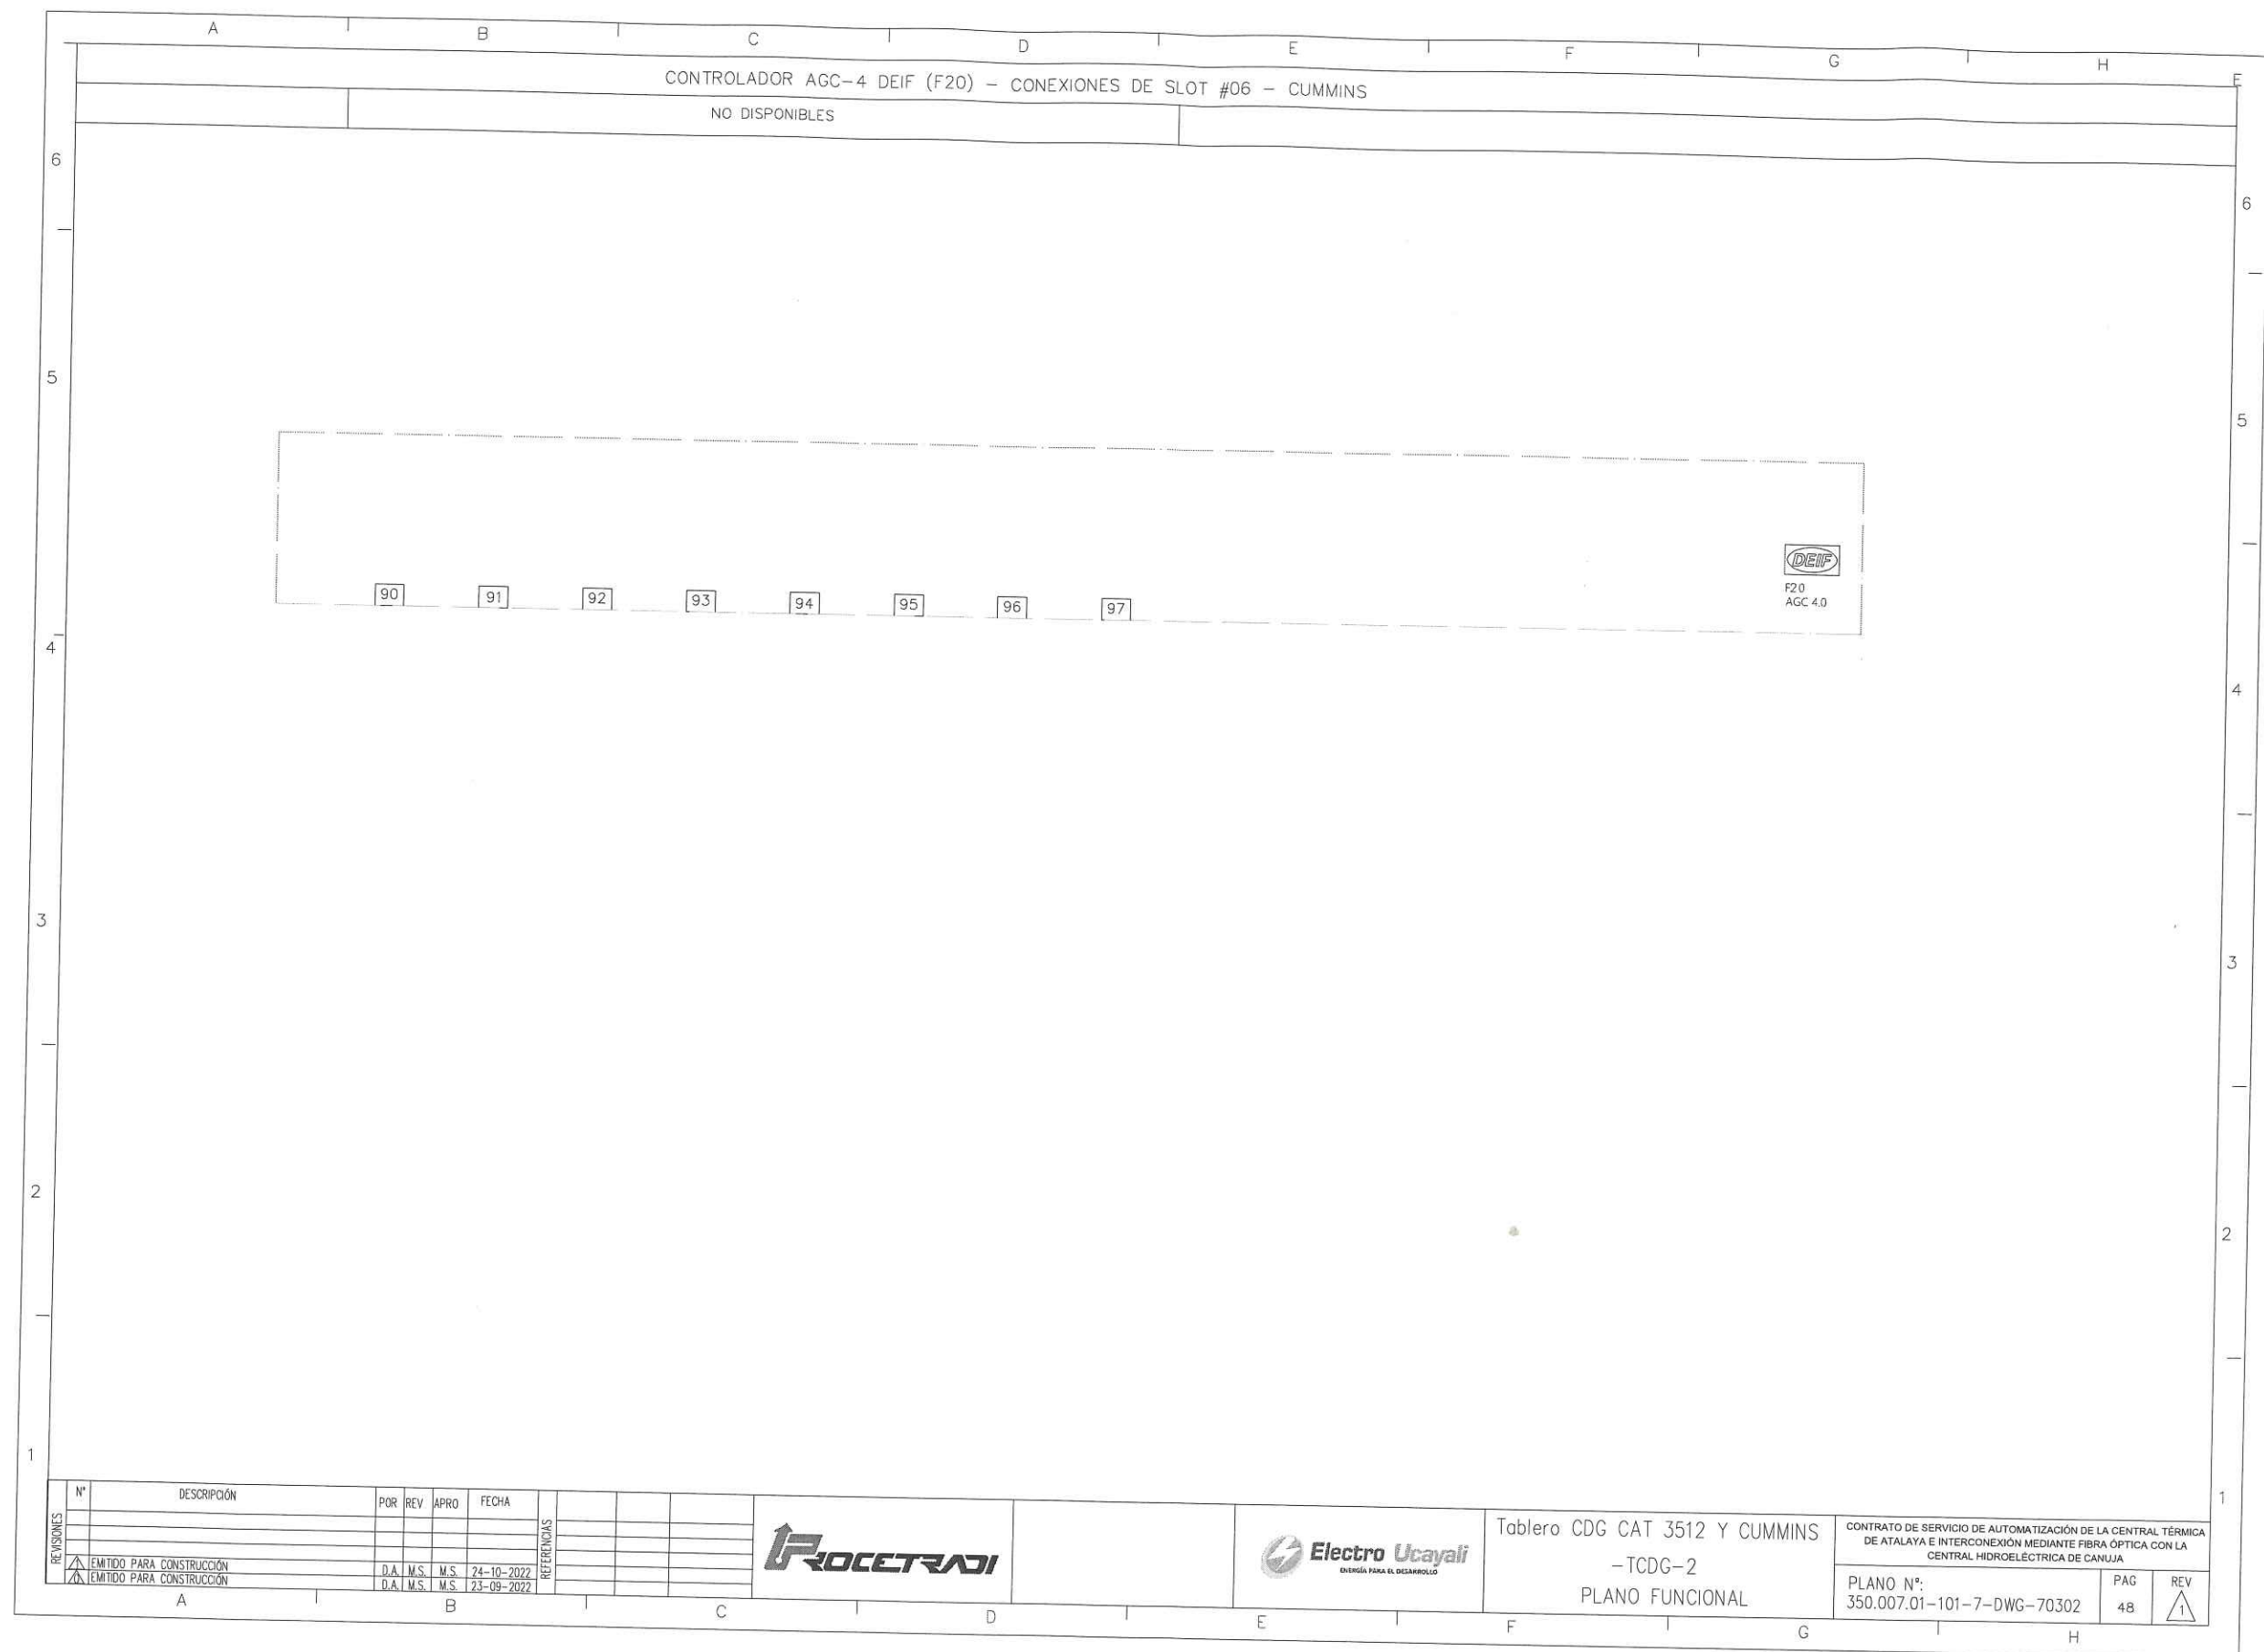 A B C D E F G H
CONTROLADOR AGC-4 DEIF (F20) - CONEXIONES DE SLOT #06 - CUMMINS
NO DISPONIBLES
6
5
4
3
2
1
6
5
4
3
2
1
90 91 92 93 94 95 96 97
DEIF
F20
AGC 4.0
REVISIONES
N° DESCRIPCIÓN POR REV APRO FECHA
1 EMITIDO PARA CONSTRUCCIÓN D.A. M.S. M.S. 24-10-2022
0 EMITIDO PARA CONSTRUCCIÓN D.A. M.S. M.S. 23-09-2022
REFERENCIAS
PROCETRADI
Electro Ucayali
ENERGÍA PARA EL DESARROLLO
Tablero CDG CAT 3512 Y CUMMINS
-TCDG-2
PLANO FUNCIONAL
CONTRATO DE SERVICIO DE AUTOMATIZACIÓN DE LA CENTRAL TÉRMICA
DE ATALAYA E INTERCONEXIÓN MEDIANTE FIBRA ÓPTICA CON LA
CENTRAL HIDROELÉCTRICA DE CANUJA
PLANO N°:
350.007.01-101-7-DWG-70302
PAG
48
REV
1
A B C D E F G H